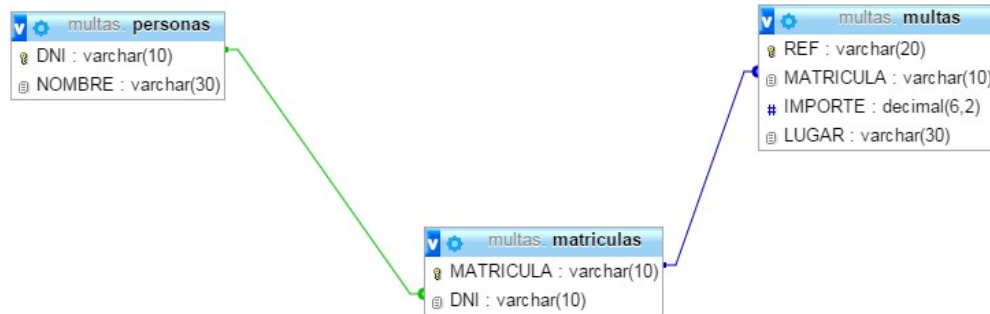 multas. personas
DNI : varchar(10)
NOMBRE : varchar(30)
multas. multas
REF : varchar(20)
MATRICULA : varchar(10)
# IMPORTE : decimal(6,2)
LUGAR : varchar(30)
multas. matriculas
MATRICULA : varchar(10)
DNI : varchar(10)